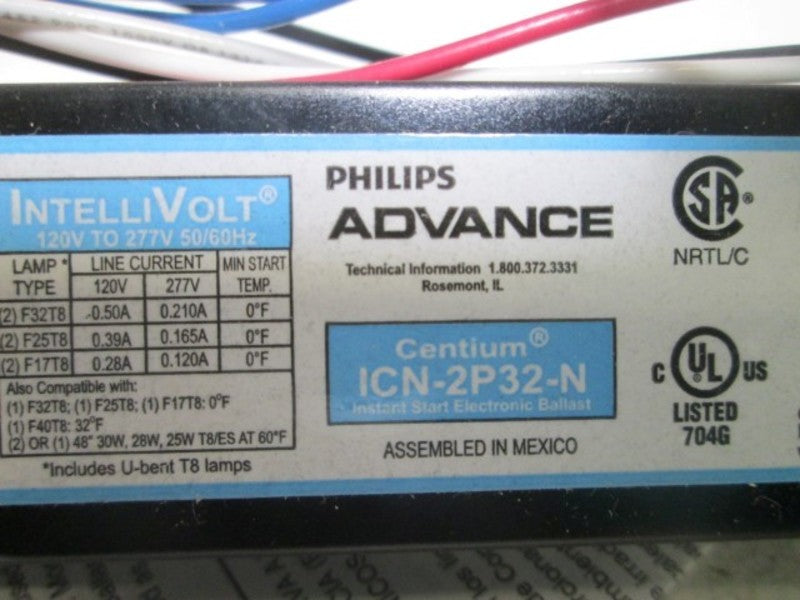 INTELLIVOLT®
120V TO 277V 50/60Hz
LAMP * TYPE LINE CURRENT MIN START TEMP.
120V 277V
(2) F32T8 0.50A 0.210A 0°F
(2) F25T8 0.39A 0.165A 0°F
(2) F17T8 0.28A 0.120A 0°F
Also Compatible with:
(1) F32T8; (1) F25T8; (1) F17T8: 0°F
(1) F40T8: 32°F
(2) OR (1) 48" 30W, 28W, 25W T8/ES AT 60°F
*Includes U-bent T8 lamps
PHILIPS
ADVANCE
Technical Information 1.800.372.3331
Rosemont, IL
Centium®
ICN-2P32-N
Instant Start Electronic Ballast
ASSEMBLED IN MEXICO
SA
NRTL/C
C UL US
LISTED
704G